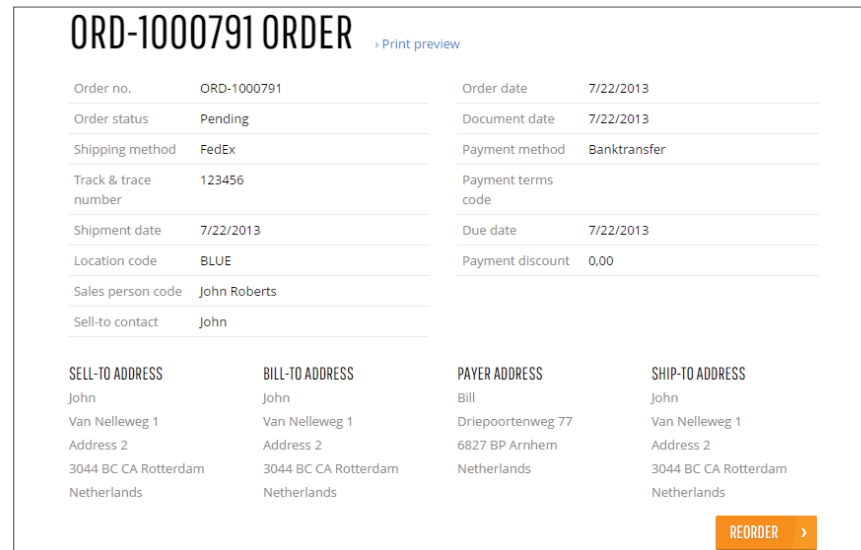 ORD-1000791 ORDER › Print preview
Order no. ORD-1000791
Order status Pending
Shipping method FedEx
Track & trace 123456
number
Shipment date 7/22/2013
Location code BLUE
Sales person code John Roberts
Sell-to contact John
Order date 7/22/2013
Document date 7/22/2013
Payment method Banktransfer
Payment terms
code
Due date 7/22/2013
Payment discount 0,00
SELL-TO ADDRESS
John
Van Nelleweg 1
Address 2
3044 BC CA Rotterdam
Netherlands
BILL-TO ADDRESS
John
Van Nelleweg 1
Address 2
3044 BC CA Rotterdam
Netherlands
PAYER ADDRESS
Bill
Driepoortenweg 77
6827 BP Arnhem
Netherlands
SHIP-TO ADDRESS
John
Van Nelleweg 1
Address 2
3044 BC CA Rotterdam
Netherlands
REORDER ›